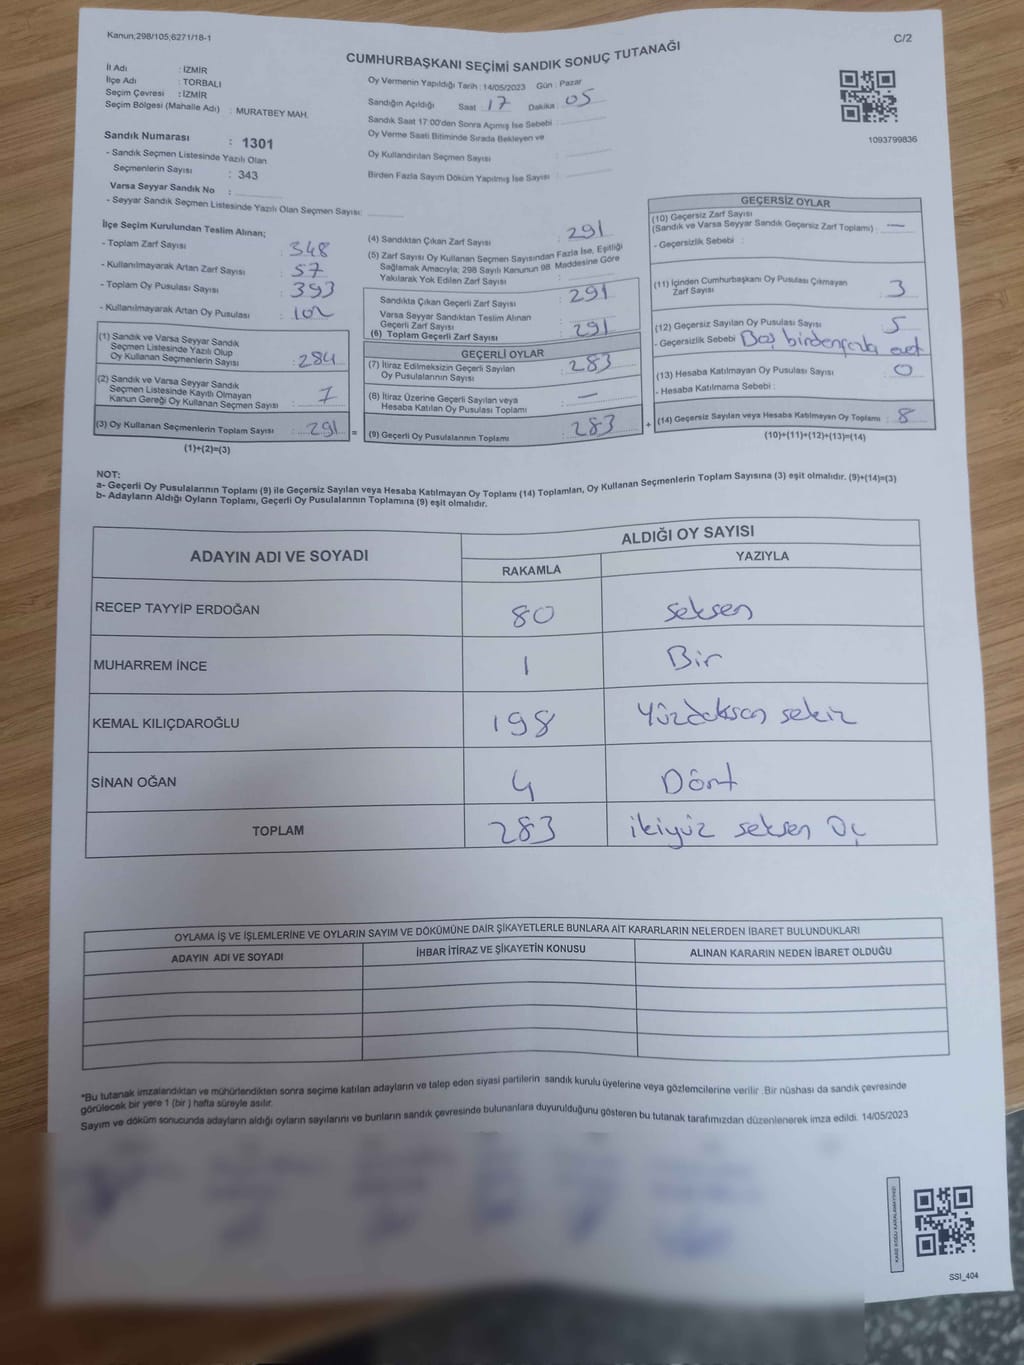 Kanun;298/105;6271/18-1
C/2
CUMHURBAŞKANI SEÇİMİ SANDIK SONUÇ TUTANAĞI
İl Adı : İZMİR
İlçe Adı : TORBALI
Seçim Çevresi : İZMİR
Seçim Bölgesi (Mahalle Adı) : MURATBEY MAH.
Sandık Numarası : 1301
- Sandık Seçmen Listesinde Yazılı Olan
Seçmenlerin Sayısı : 343
Varsa Seyyar Sandık No :
- Seyyar Sandık Seçmen Listesinde Yazılı Olan Seçmen Sayısı:
Oy Vermenin Yapıldığı Tarih : 14/05/2023 Gün : Pazar
Sandığın Açıldığı Saat : 17 Dakika : 05
Sandık Saat 17:00'den Sonra Açımış İse Sebebi :
Oy Verme Saati Bitiminde Sırada Bekleyen ve
Oy Kullandırılan Seçmen Sayısı :
Birden Fazla Sayım Döküm Yapılmış İse Sayısı :
1093799836
İlçe Seçim Kurulundan Teslim Alınan;
- Toplam Zarf Sayısı : 348
- Kullanılmayarak Artan Zarf Sayısı : 57
- Toplam Oy Pusulası Sayısı : 393
- Kullanılmayarak Artan Oy Pusulası : 102
(1) Sandık ve Varsa Seyyar Sandık
Seçmen Listesinde Yazılı Olup
Oy Kullanan Seçmenlerin Sayısı : 284
(2) Sandık ve Varsa Seyyar Sandık
Seçmen Listesinde Kayıtlı Olmayan
Kanun Gereği Oy Kullanan Seçmen Sayısı : 7
(3) Oy Kullanan Seçmenlerin Toplam Sayısı : 291 =
(1)+(2)=(3)
(4) Sandıktan Çıkan Zarf Sayısı : 291
(5) Zarf Sayısı Oy Kullanan Seçmen Sayısından Fazla İse, Eşitliği
Sağlamak Amacıyla; 298 Sayılı Kanunun 98. Maddesine Göre
Yakılarak Yok Edilen Zarf Sayısı :
Sandıkta Çıkan Geçerli Zarf Sayısı : 291
Varsa Seyyar Sandıktan Teslim Alınan
Geçerli Zarf Sayısı :
(6) Toplam Geçerli Zarf Sayısı : 291
GEÇERLİ OYLAR
(7) İtiraz Edilmeksizin Geçerli Sayılan
Oy Pusulasının Sayısı : 283
(8) İtiraz Üzerine Geçerli Sayılan veya
Hesaba Katılan Oy Pusulası Toplamı : —
(9) Geçerli Oy Pusulalarının Toplamı : 283 +
GEÇERSİZ OYLAR
(10) Geçersiz Zarf Sayısı
(Sandık ve Varsa Seyyar Sandık Geçersiz Zarf Toplamı) : —
- Geçersizlik Sebebi :
(11) İçinden Cumhurbaşkanı Oy Pusulası Çıkmayan
Zarf Sayısı : 3
(12) Geçersiz Sayılan Oy Pusulası Sayısı : 5
- Geçersizlik Sebebi : Boş birdenfazla
(13) Hesaba Katılmayan Oy Pusulası Sayısı : 0
- Hesaba Katılmama Sebebi :
(14) Geçersiz Sayılan veya Hesaba Katılmayan Oy Toplamı : 8
(10)+(11)+(12)+(13)=(14)
NOT:
a- Geçerli Oy Pusulalarının Toplamı (9) ile Geçersiz Sayılan veya Hesaba Katılmayan Oy Toplamı (14) Toplamları, Oy Kullanan Seçmenlerin Toplam Sayısına (3) eşit olmalıdır. (9)+(14)=(3)
b- Adayların Aldığı Oyların Toplamı, Geçerli Oy Pusulalarının Toplamına (9) eşit olmalıdır.
ADAYIN ADI VE SOYADI
ALDIĞI OY SAYISI
RAKAMLA YAZIYLA
RECEP TAYYİP ERDOĞAN 80 seksen
MUHARREM İNCE 1 Bir
KEMAL KILIÇDAROĞLU 198 Yüzdoksan sekiz
SİNAN OĞAN 4 Dört
TOPLAM 283 ikiyüz seksen Üç
OYLAMA İŞ VE İŞLEMLERİNE VE OYLARIN SAYIM VE DÖKÜMÜNE DAİR ŞİKAYETLERLE BUNLARA AİT KARARLARIN NELERDEN İBARET BULUNDUKLARI
ADAYIN ADI VE SOYADI İHBAR İTİRAZ VE ŞİKAYETİN KONUSU ALINAN KARARIN NEDEN İBARET OLDUĞU
*Bu tutanak imzalandıktan ve mühürlendikten sonra seçime katılan adayların ve talep eden siyasi partilerin sandık kurulu üyelerine veya gözlemcilerine verilir .Bir nüshası da sandık çevresinde
görülecek bir yere 1 (bir ) hafta süreyle asılır.
Sayım ve döküm sonucunda adayların aldığı oyların sayılarını ve bunların sandık çevresinde bulunanlara duyurulduğunu gösteren bu tutanak tarafımızdan düzenlenerek imza edildi. 14/05/2023
KARE KODU KARALAMAYINIZ!
SSI_404